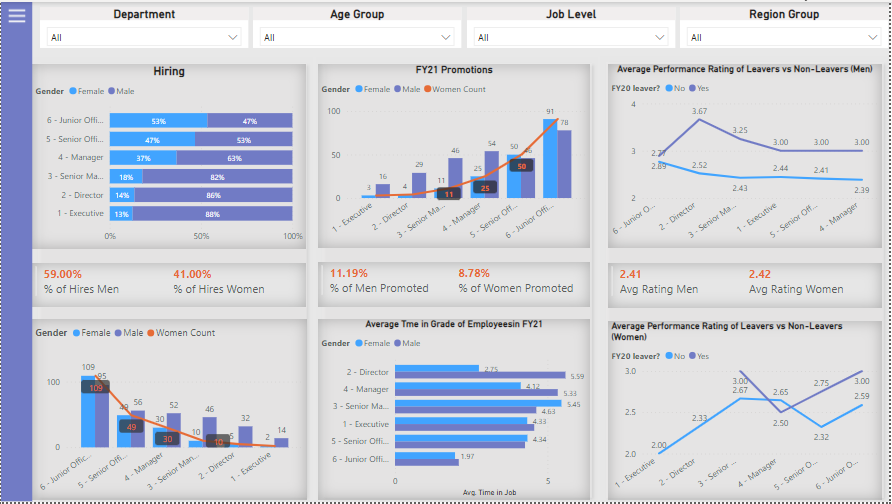 Department
Age Group
Job Level
Region Group
All
All
All
All
Hiring
Gender Female Male
6 - Junior Offi... 53% 47%
5 - Senior Offi... 47% 53%
4 - Manager 37% 63%
3 - Senior Ma... 18% 82%
2 - Director 14% 86%
1 - Executive 13% 88%
0% 50% 100%
FY21 Promotions
Gender Female Male Women Count
100
50
0
3 16
4 29
11 46
25 54
50 46
91 78
11
25
50
1 - Executive
2 - Director
3 - Senior Ma...
4 - Manager
5 - Senior Off...
6 - Junior Offi...
Average Performance Rating of Leavers vs Non-Leavers (Men)
FY20 leaver? No Yes
4
3
2
3.67
3.25
3.00
3.00
3.00
2.89
2.52
2.43
2.44
2.41
2.39
6 - Junior O...
2 - Director
3 - Senior Ma...
1 - Executive
5 - Senior Off...
4 - Manager
59.00%
% of Hires Men
41.00%
% of Hires Women
11.19%
% of Men Promoted
8.78%
% of Women Promoted
2.41
Avg Rating Men
2.42
Avg Rating Women
Gender Female Male Women Count
100
0
109 95
49 56
30 52
10 46
32
2 14
109
49
30
10
6 - Junior Offi...
5 - Senior Offi...
4 - Manager
3 - Senior Man...
2 - Director
1 - Executive
Average Tme in Grade of Employeesin FY21
Gender Female Male
2 - Director 2.75 5.59
4 - Manager 4.12 5.33
3 - Senior Ma... 5.45 4.63
1 - Executive 4.33
5 - Senior Offi... 4.34
6 - Junior Offi... 1.97
0 5
Avg. Time in Job
Average Performance Rating of Leavers vs Non-Leavers
(Women)
FY20 leaver? No Yes
3.0
2.5
2.0
2.00
2.33
3.00
2.67
2.65
2.50
2.75
2.32
3.00
2.59
1 - Executive
2 - Director
3 - Senior ...
4 - Manager
5 - Senior O...
6 - Junior O...